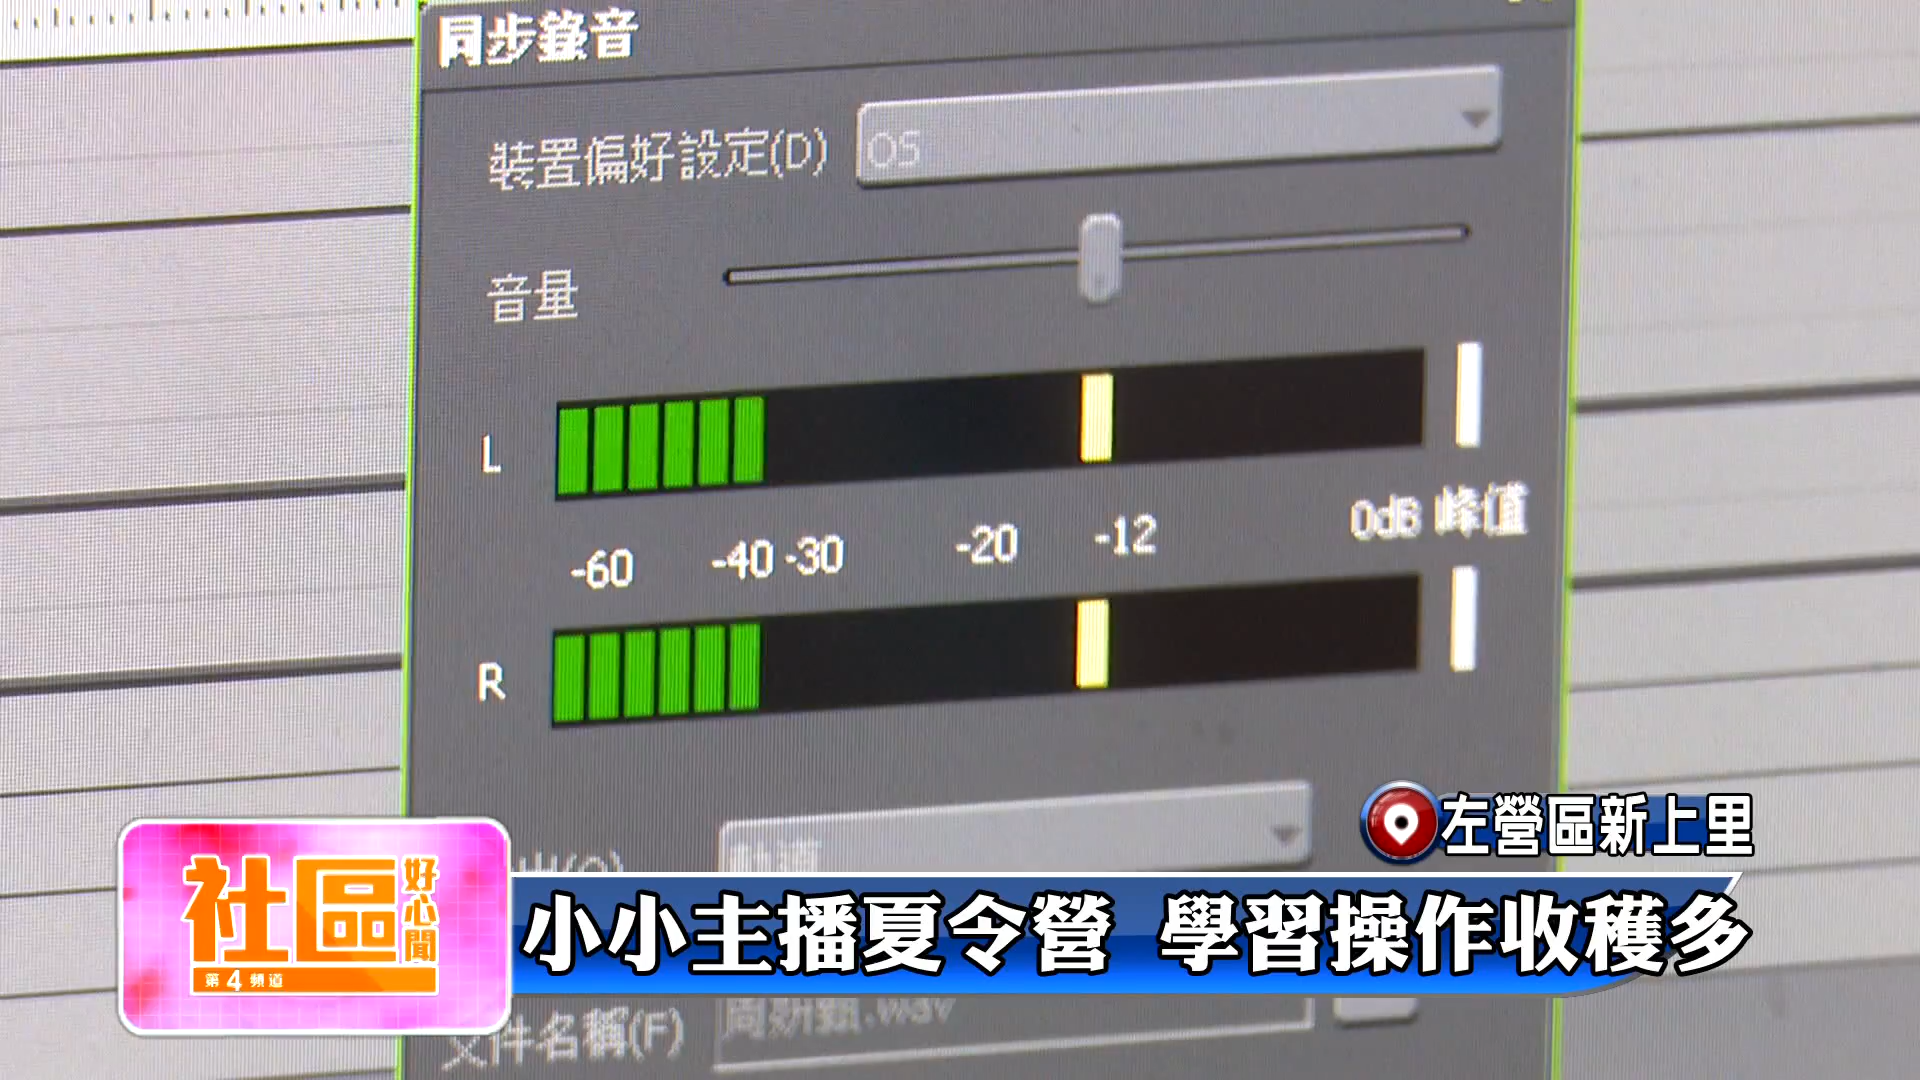 同步錄音
裝置偏好設定(D) OS
音量
L
-60 -40 -30 -20 -12 0dB 峰值
R
左營區新上里
社區好心聞
第4頻道
小小主播夏令營 學習操作收穫多
文件名稱(F) .wav